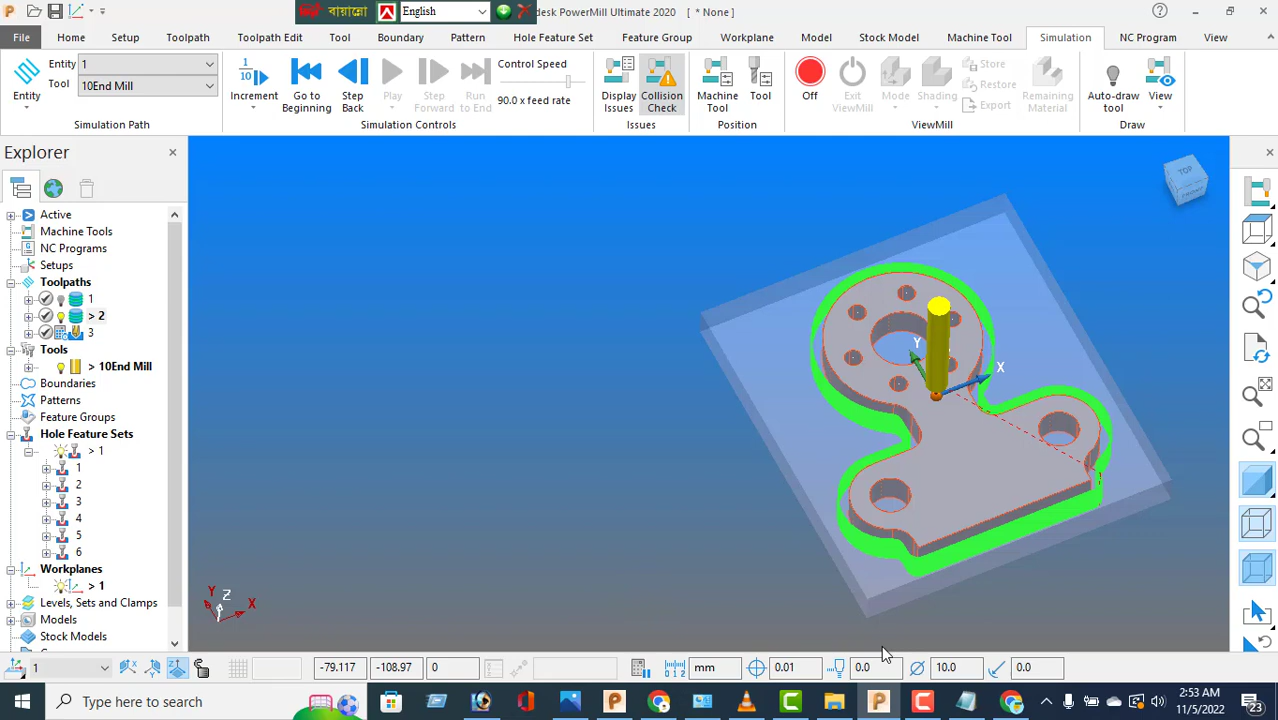 বায়ান্নো English desk PowerMill Ultimate 2020 [ * None ]
File Home Setup Toolpath Toolpath Edit Tool Boundary Pattern Hole Feature Set Feature Group Workplane Model Stock Model Machine Tool Simulation NC Program View
Entity 1
Tool 10End Mill
Entity
Simulation Path
1
10
Increment
Go to Beginning
Step Back
Play
Step Forward
Run to End
Control Speed
90.0 x feed rate
Simulation Controls
Display Issues
Collision Check
Issues
Machine Tool
Tool
Position
Off
Exit ViewMill
Mode
Shading
Store
Restore
Export
Remaining Material
ViewMill
Auto-draw tool
View
Draw
Explorer
Active
Machine Tools
NC Programs
Setups
Toolpaths
1
> 2
3
Tools
> 10End Mill
Boundaries
Patterns
Feature Groups
Hole Feature Sets
> 1
1
2
3
4
5
6
Workplanes
> 1
Levels, Sets and Clamps
Models
Stock Models
TOP
Y
X
Y Z X
1 -79.117 -108.97 0 mm 0.01 0.0 10.0 0.0
Type here to search
2:53 AM
11/5/2022
23